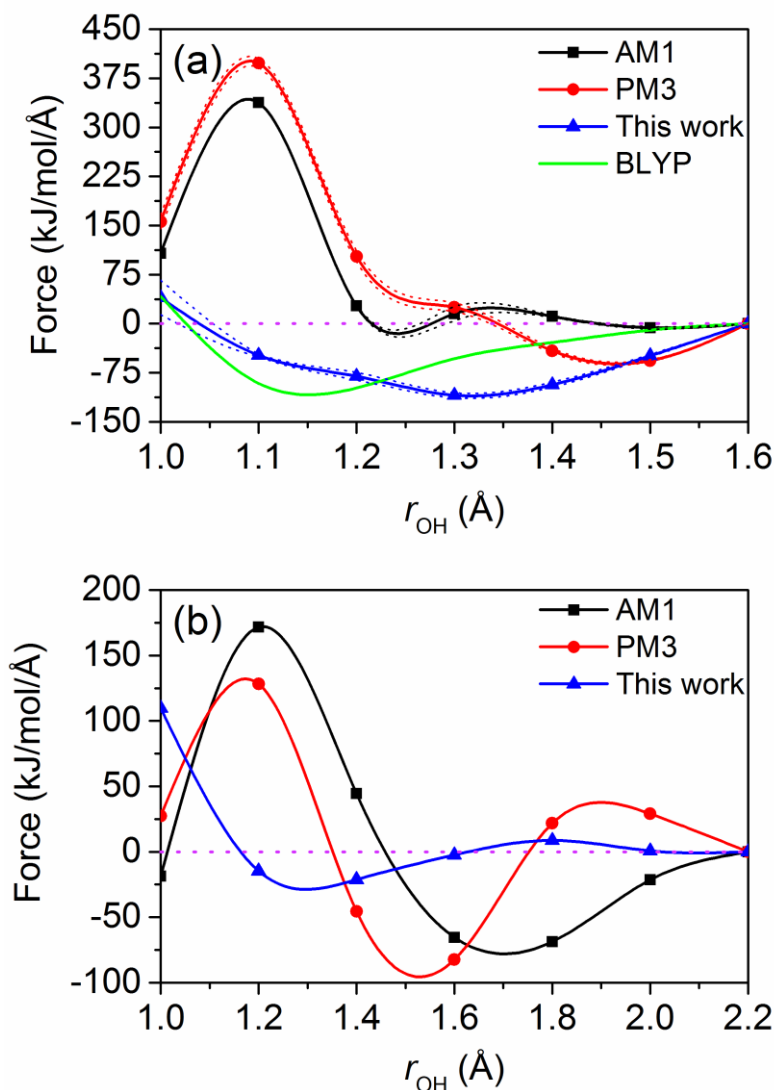 (a)
AM1
PM3
This work
BLYP
450
375
300
225
150
75
0
-75
-150
Force (kJ/mol/Å)
1.0 1.1 1.2 1.3 1.4 1.5 1.6
rOH (Å)
(b)
AM1
PM3
This work
200
150
100
50
0
-50
-100
Force (kJ/mol/Å)
1.0 1.2 1.4 1.6 1.8 2.0 2.2
rOH (Å)